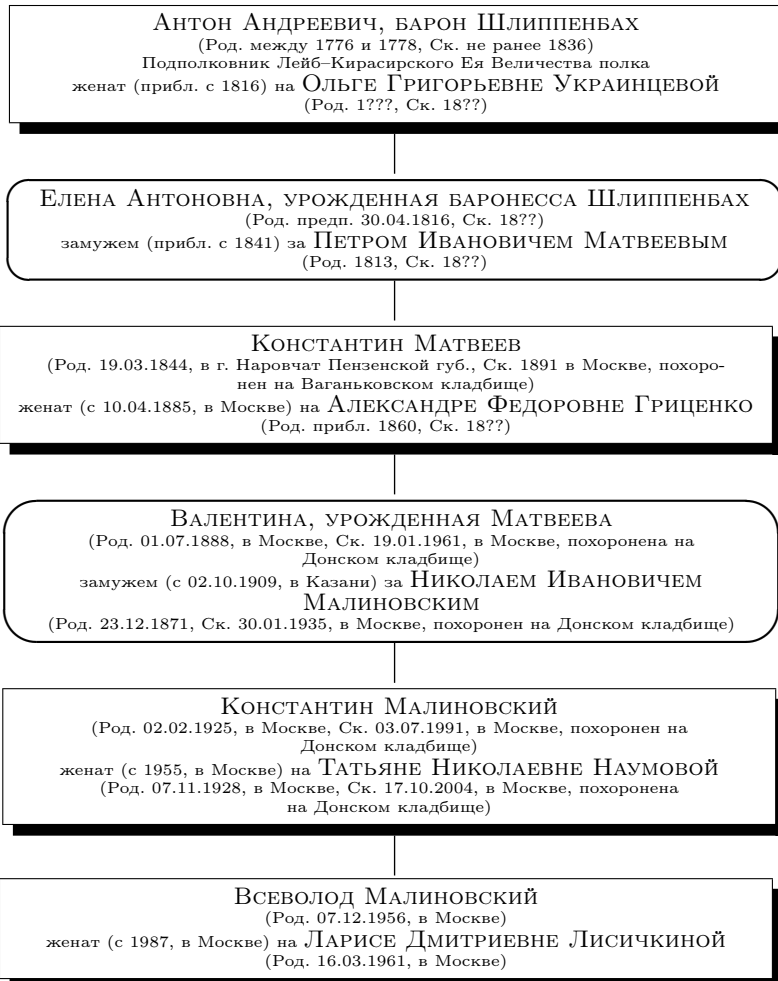 Антон Андреевич, барон Шлиппенбах
(Род. между 1776 и 1778, Ск. не ранее 1836)
Подполковник Лейб–Кирасирского Ея Величества полка
женат (прибл. с 1816) на Ольге Григорьевне Украинцевой
(Род. 1???, Ск. 18??)
Елена Антоновна, урожденная баронесса Шлиппенбах
(Род. предп. 30.04.1816, Ск. 18??)
замужем (прибл. с 1841) за Петром Ивановичем Матвеевым
(Род. 1813, Ск. 18??)
Константин Матвеев
(Род. 19.03.1844, в г. Наровчат Пензенской губ., Ск. 1891 в Москве, похоро-
нен на Ваганьковском кладбище)
женат (с 10.04.1885, в Москве) на Александре Федоровне Гриценко
(Род. прибл. 1860, Ск. 18??)
Валентина, урожденная Матвеева
(Род. 01.07.1888, в Москве, Ск. 19.01.1961, в Москве, похоронена на
Донском кладбище)
замужем (с 02.10.1909, в Казани) за Николаем Ивановичем
Малиновским
(Род. 23.12.1871, Ск. 30.01.1935, в Москве, похоронен на Донском кладбище)
Константин Малиновский
(Род. 02.02.1925, в Москве, Ск. 03.07.1991, в Москве, похоронен на
Донском кладбище)
женат (с 1955, в Москве) на Татьяне Николаевне Наумовой
(Род. 07.11.1928, в Москве, Ск. 17.10.2004, в Москве, похоронена
на Донском кладбище)
Всеволод Малиновский
(Род. 07.12.1956, в Москве)
женат (с 1987, в Москве) на Ларисе Дмитриевне Лисичкиной
(Род. 16.03.1961, в Москве)